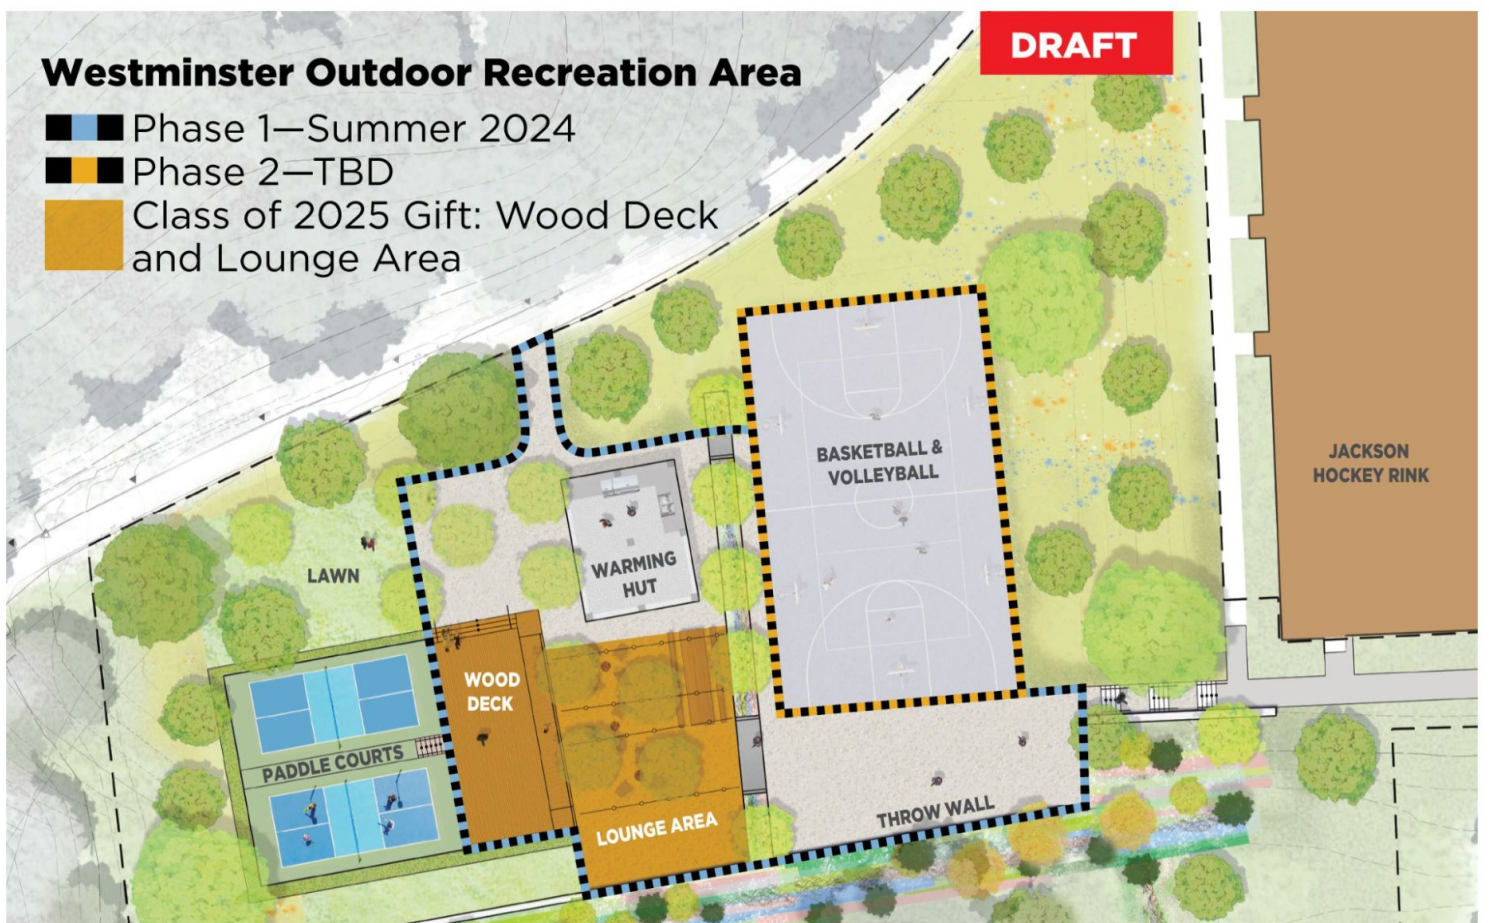 DRAFT
Westminster Outdoor Recreation Area
Phase 1—Summer 2024
Phase 2—TBD
Class of 2025 Gift: Wood Deck
and Lounge Area
BASKETBALL &
VOLLEYBALL
JACKSON
HOCKEY RINK
WARMING
HUT
LAWN
WOOD
DECK
PADDLE COURTS
LOUNGE AREA
THROW WALL